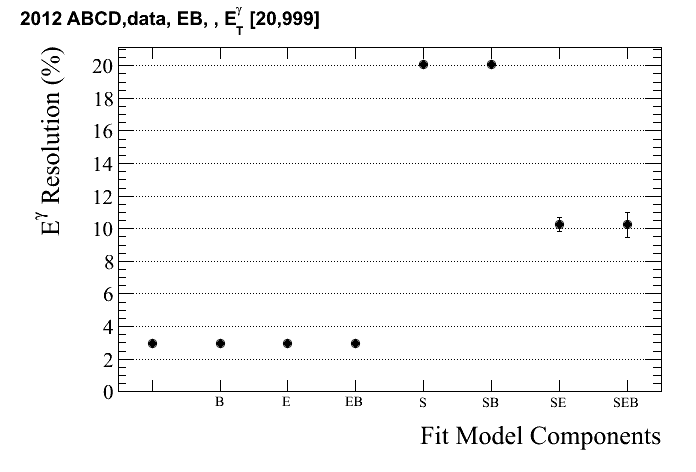 2012 ABCD,data, EB, , E_T^γ [20,999]
E^γ Resolution (%)
20
18
16
14
12
10
8
6
4
2
0
B E EB S SB SE SEB
Fit Model Components